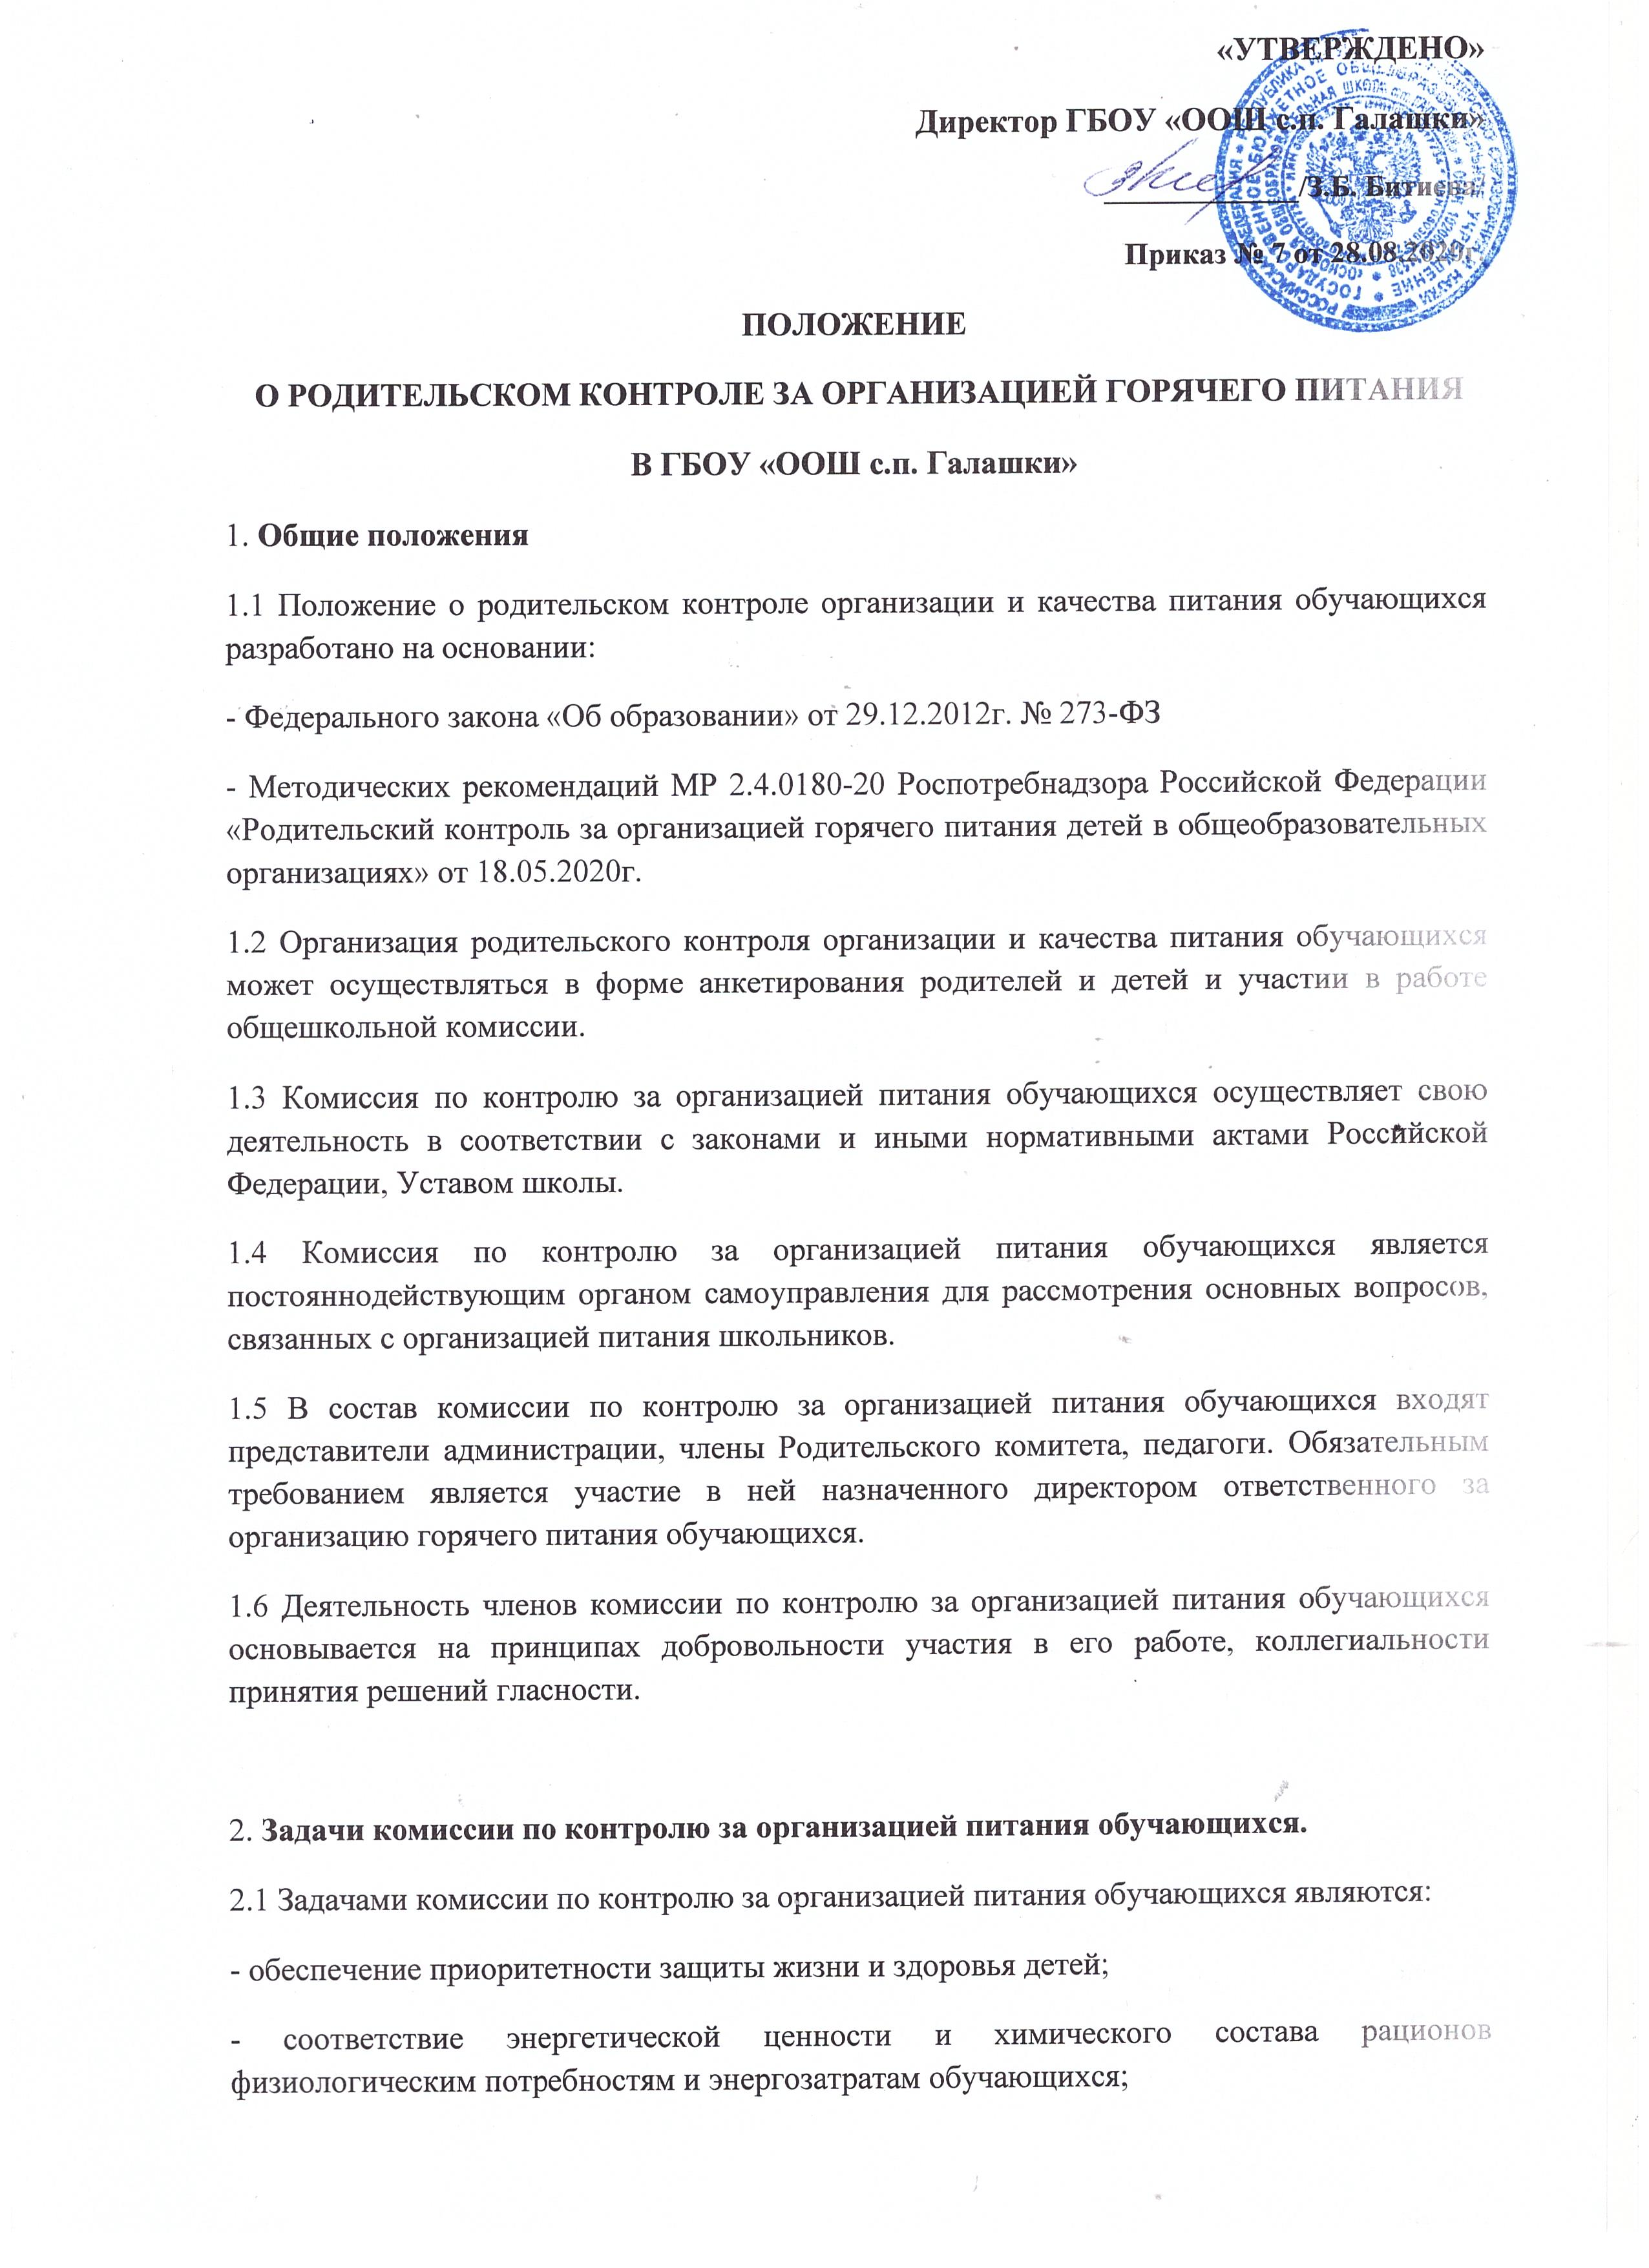 «УТВЕРЖДЕНО»
Директор ГБОУ «ООШ с.п. Галашки»
/З.Б. Битиева/
Приказ № 7 от 28.08.2020г.
ПОЛОЖЕНИЕ
О РОДИТЕЛЬСКОМ КОНТРОЛЕ ЗА ОРГАНИЗАЦИЕЙ ГОРЯЧЕГО ПИТАНИЯ
В ГБОУ «ООШ с.п. Галашки»
1. Общие положения
1.1 Положение о родительском контроле организации и качества питания обучающихся
разработано на основании:
- Федерального закона «Об образовании» от 29.12.2012г. № 273-ФЗ
- Методических рекомендаций МР 2.4.0180-20 Роспотребнадзора Российской Федерации
«Родительский контроль за организацией горячего питания детей в общеобразовательных
организациях» от 18.05.2020г.
1.2 Организация родительского контроля организации и качества питания обучающихся
может осуществляться в форме анкетирования родителей и детей и участии в работе
общешкольной комиссии.
1.3 Комиссия по контролю за организацией питания обучающихся осуществляет свою
деятельность в соответствии с законами и иными нормативными актами Российской
Федерации, Уставом школы.
1.4 Комиссия по контролю за организацией питания обучающихся является
постояннодействующим органом самоуправления для рассмотрения основных вопросов,
связанных с организацией питания школьников.
1.5 В состав комиссии по контролю за организацией питания обучающихся входят
представители администрации, члены Родительского комитета, педагоги. Обязательным
требованием является участие в ней назначенного директором ответственного за
организацию горячего питания обучающихся.
1.6 Деятельность членов комиссии по контролю за организацией питания обучающихся
основывается на принципах добровольности участия в его работе, коллегиальности
принятия решений гласности.
2. Задачи комиссии по контролю за организацией питания обучающихся.
2.1 Задачами комиссии по контролю за организацией питания обучающихся являются:
- обеспечение приоритетности защиты жизни и здоровья детей;
- соответствие энергетической ценности и химического состава рационов
физиологическим потребностям и энергозатратам обучающихся;